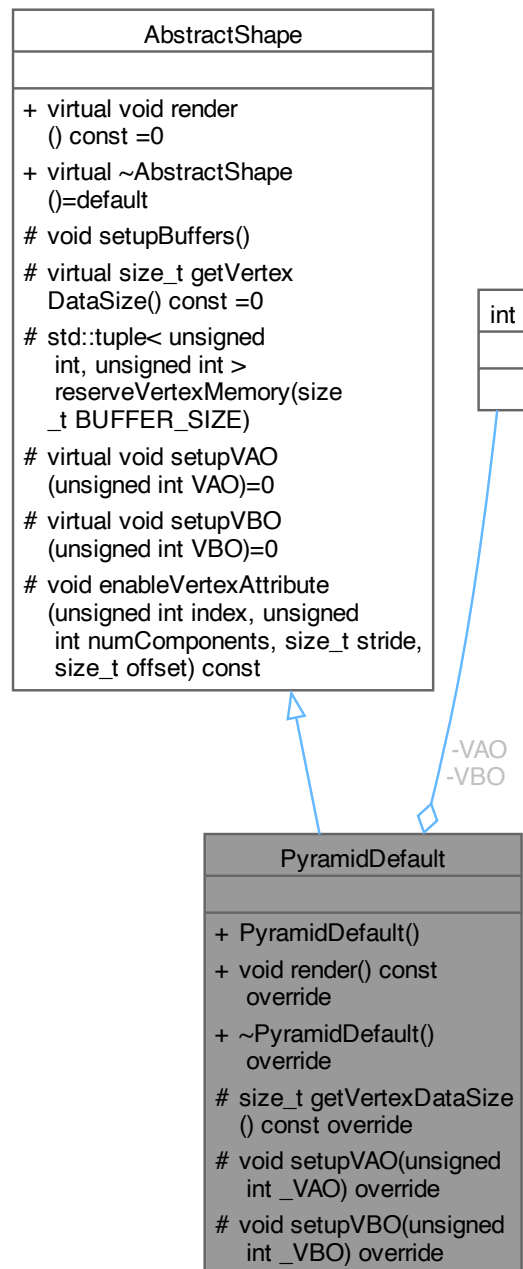 AbstractShape
+ virtual void render
() const =0
+ virtual ~AbstractShape
()=default
# void setupBuffers()
# virtual size_t getVertex
DataSize() const =0
# std::tuple< unsigned
int, unsigned int >
reserveVertexMemory(size
_t BUFFER_SIZE)
# virtual void setupVAO
(unsigned int VAO)=0
# virtual void setupVBO
(unsigned int VBO)=0
# void enableVertexAttribute
(unsigned int index, unsigned
int numComponents, size_t stride,
size_t offset) const
int
-VAO
-VBO
PyramidDefault
+ PyramidDefault()
+ void render() const
override
+ ~PyramidDefault()
override
# size_t getVertexDataSize
() const override
# void setupVAO(unsigned
int _VAO) override
# void setupVBO(unsigned
int _VBO) override